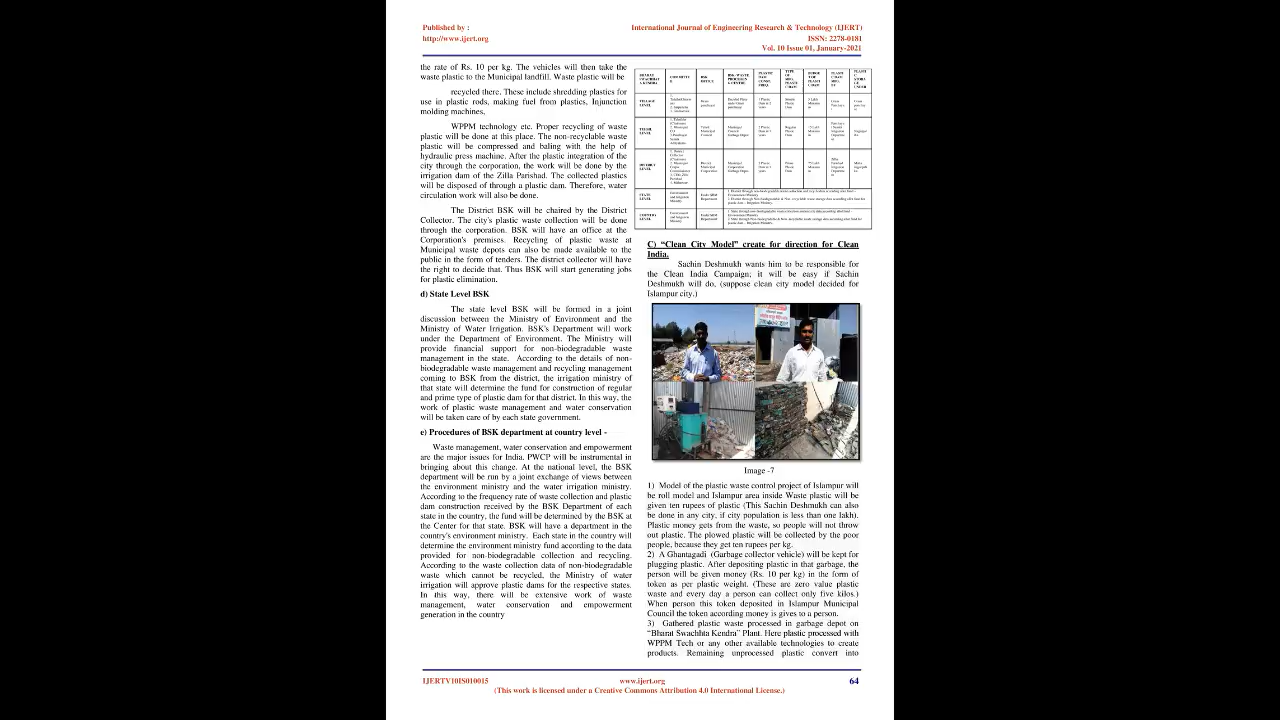 Published by :
http://www.ijert.org
International Journal of Engineering Research & Technology (IJERT)
ISSN: 2278-0181
Vol. 10 Issue 01, January-2021
the rate of Rs. 10 per kg. The vehicles will then take the
waste plastic to the Municipal landfill. Waste plastic will be
recycled there. These include shredding plastics for
use in plastic rods, making fuel from plastics, Injunction
molding machines,
WPPM technology etc. Proper recycling of waste
plastic will be done at this place. The non-recyclable waste
plastic will be compressed and baling with the help of
hydraulic press machine. After the plastic integration of the
city through the corporation, the work will be done by the
irrigation dam of the Zilla Parishad. The collected plastics
will be disposed of through a plastic dam. Therefore, water
circulation work will also be done.
The District BSK will be chaired by the District
Collector. The city's plastic waste collection will be done
through the corporation. BSK will have an office at the
Corporation's premises. Recycling of plastic waste at
Municipal waste depots can also be made available to the
public in the form of tenders. The district collector will have
the right to decide that. Thus BSK will start generating jobs
for plastic elimination.
d) State Level BSK
The state level BSK will be formed in a joint
discussion between the Ministry of Environment and the
Ministry of Water Irrigation. BSK's Department will work
under the Department of Environment. The Ministry will
provide financial support for non-biodegradable waste
management in the state. According to the details of non-
biodegradable waste management and recycling management
coming to BSK from the district, the irrigation ministry of
that state will determine the fund for construction of regular
and prime type of plastic dam for that district. In this way, the
work of plastic waste management and water conservation
will be taken care of by each state government.
e) Procedures of BSK department at country level -
Waste management, water conservation and empowerment
are the major issues for India. PWCP will be instrumental in
bringing about this change. At the national level, the BSK
department will be run by a joint exchange of views between
the environment ministry and the water irrigation ministry.
According to the frequency rate of waste collection and plastic
dam construction received by the BSK Department of each
state in the country, the fund will be determined by the BSK at
the Center for that state. BSK will have a department in the
country's environment ministry. Each state in the country will
determine the environment ministry fund according to the data
provided for non-biodegradable collection and recycling.
According to the waste collection data of non-biodegradable
waste which cannot be recycled, the Ministry of water
irrigation will approve plastic dams for the respective states.
In this way, there will be extensive work of waste
management, water conservation and empowerment
generation in the country
VILLAGE
LEVEL
DISTRICT
LEVEL
STATE
LEVEL
COUNTRY
LEVEL
C) “Clean City Model” create for direction for Clean
India.
Sachin Deshmukh wants him to be responsible for
the Clean India Campaign; it will be easy if Sachin
Deshmukh will do, (suppose clean city model decided for
Islampur city.)
Image -7
1) Model of the plastic waste control project of Islampur will
be roll model and Islampur area inside Waste plastic will be
given ten rupees of plastic (This Sachin Deshmukh can also
be done in any city, if city population is less than one lakh).
Plastic money gets from the waste, so people will not throw
out plastic. The plowed plastic will be collected by the poor
people, because they get ten rupees per kg.
2) A Ghantagadi (Garbage collector vehicle) will be kept for
plugging plastic. After depositing plastic in that garbage, the
person will be given money (Rs. 10 per kg) in the form of
token as per plastic weight. (These are zero value plastic
waste and every day a person can collect only five kilos.)
When person this token deposited in Islampur Municipal
Council the token according money is gives to a person.
3) Gathered plastic waste processed in garbage depot on
“Bharat Swachhta Kendra” Plant. Here plastic processed with
WPPM Tech or any other available technologies to create
products. Remaining unprocessed plastic convert into
IJERTV10IS010015
www.ijert.org
64
(This work is licensed under a Creative Commons Attribution 4.0 International License.)